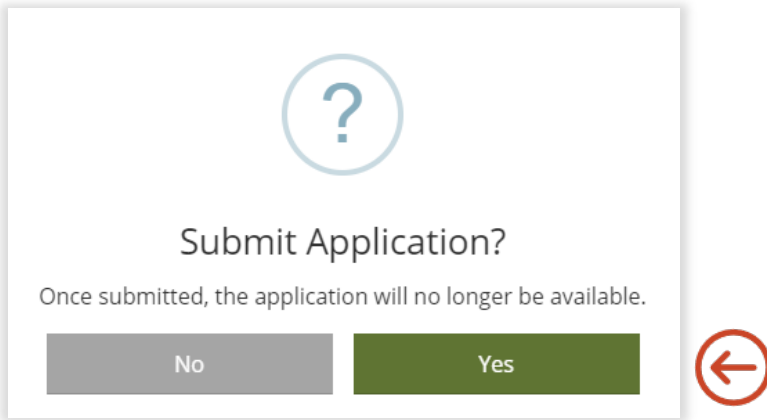 ?
Submit Application?
Once submitted, the application will no longer be available.
No Yes